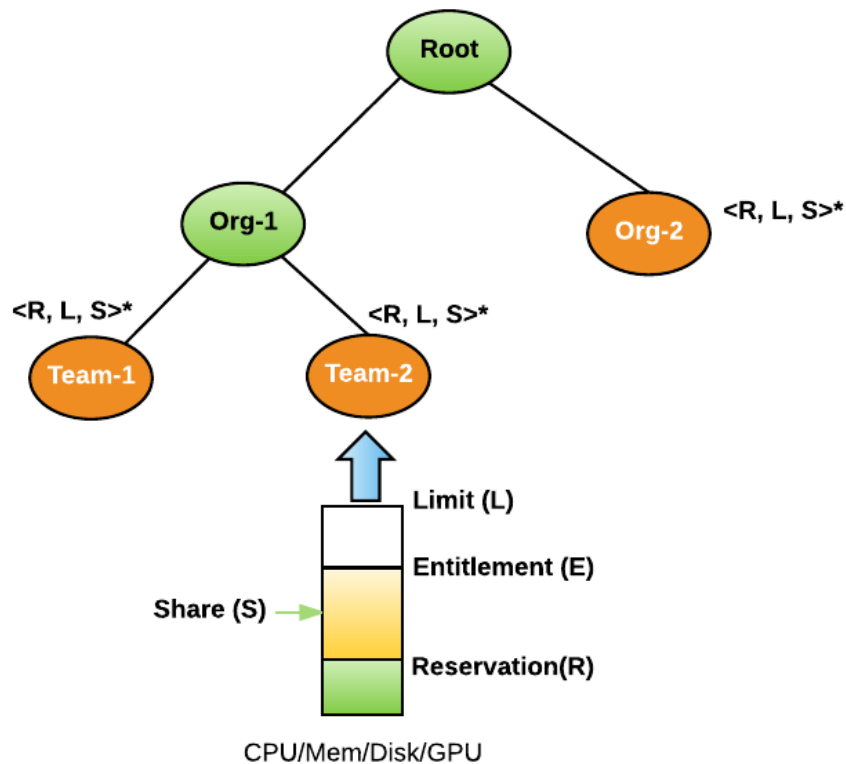 Root
Org-1
Org-2
<R, L, S>*
<R, L, S>*
<R, L, S>*
Team-1
Team-2
Limit (L)
Entitlement (E)
Share (S)
Reservation(R)
CPU/Mem/Disk/GPU